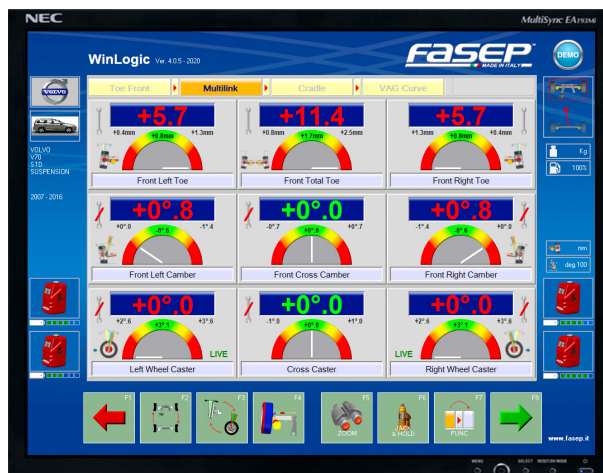 NEC
MultiSync EA193Mi
WinLogic Ver. 4.0.5 - 2020
FASEP
MADE IN ITALY
DEMO
Toe Front
Multilink
Cradle
VAG Curve
VOLVO
VOLVO
V70
STD
SUSPENSION
2007 - 2016
+5.7
+0.4mm
+0.8mm
+1.3mm
Front Left Toe
+11.4
+0.8mm
+1.7mm
+2.5mm
Front Total Toe
+5.7
+1.3mm
+0.8mm
+0.4mm
Front Right Toe
+0°.8
+0°.0
-0°.6
-1°.4
Front Left Camber
+0°.0
-0°.7
+0°.0
+0°.7
Front Cross Camber
+0°.8
-1°.4
-0°.6
+0°.0
Front Right Camber
+0°.0
+2°.6
+3°.1
+3°.6
LIVE
Left Wheel Caster
+0°.0
-1°.0
+0°.0
+1°.0
Cross Caster
+0°.0
+2°.6
+3°.1
+3°.6
LIVE
Right Wheel Caster
Kg
100%
mm
deg.100
F1
F2
F3
F4
F5
ZOOM
F6
JACK
& HOLD
F7
FUNC
F8
www.fasep.it
MENU
SELECT
RESET/DV MODE